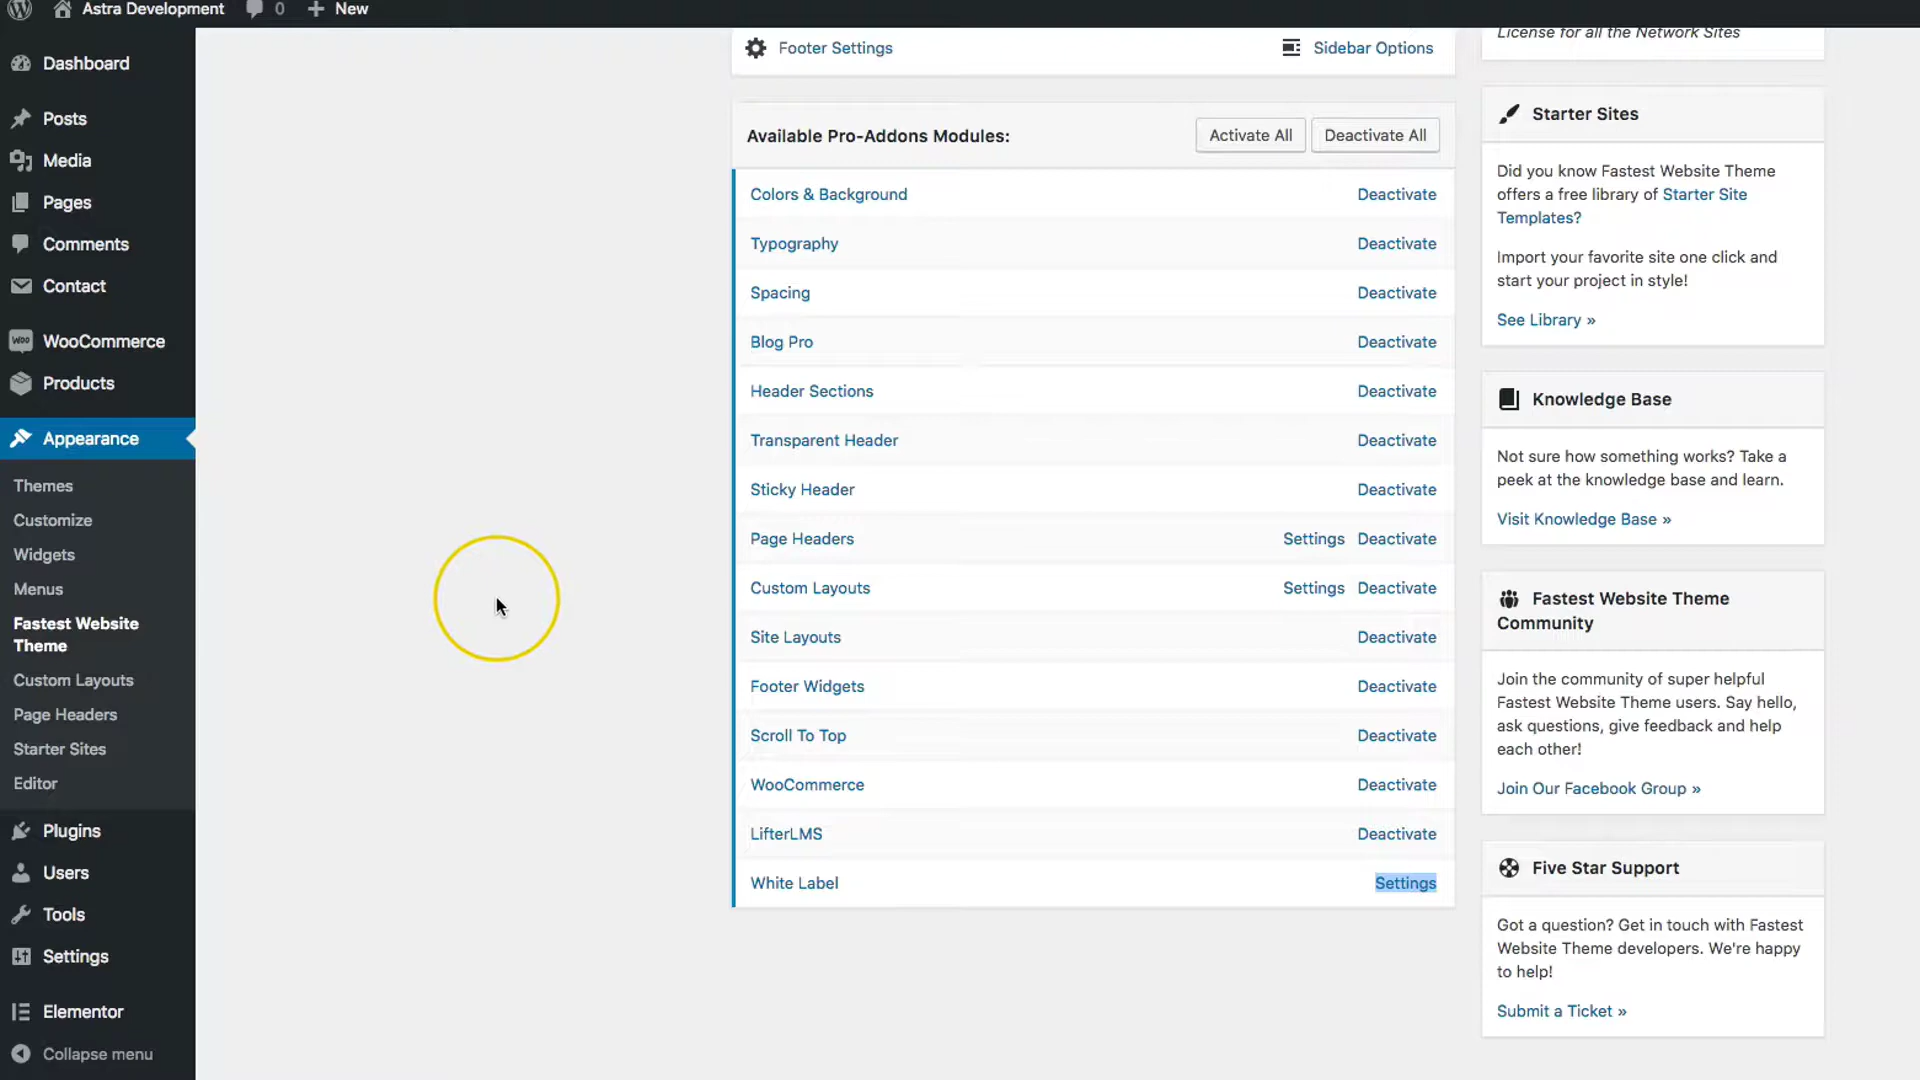 Astra Development 0 New
Dashboard
Posts
Media
Pages
Comments
Contact
WOO WooCommerce
Products
Appearance
Themes
Customize
Widgets
Menus
Fastest Website
Theme
Custom Layouts
Page Headers
Starter Sites
Editor
Plugins
Users
Tools
Settings
Elementor
Collapse menu
Footer Settings Sidebar Options
Available Pro-Addons Modules: Activate All Deactivate All
Colors & Background Deactivate
Typography Deactivate
Spacing Deactivate
Blog Pro Deactivate
Header Sections Deactivate
Transparent Header Deactivate
Sticky Header Deactivate
Page Headers Settings Deactivate
Custom Layouts Settings Deactivate
Site Layouts Deactivate
Footer Widgets Deactivate
Scroll To Top Deactivate
WooCommerce Deactivate
LifterLMS Deactivate
White Label Settings
License for all the Network Sites
Starter Sites
Did you know Fastest Website Theme
offers a free library of Starter Site
Templates?
Import your favorite site one click and
start your project in style!
See Library »
Knowledge Base
Not sure how something works? Take a
peek at the knowledge base and learn.
Visit Knowledge Base »
Fastest Website Theme
Community
Join the community of super helpful
Fastest Website Theme users. Say hello,
ask questions, give feedback and help
each other!
Join Our Facebook Group »
Five Star Support
Got a question? Get in touch with Fastest
Website Theme developers. We're happy
to help!
Submit a Ticket »